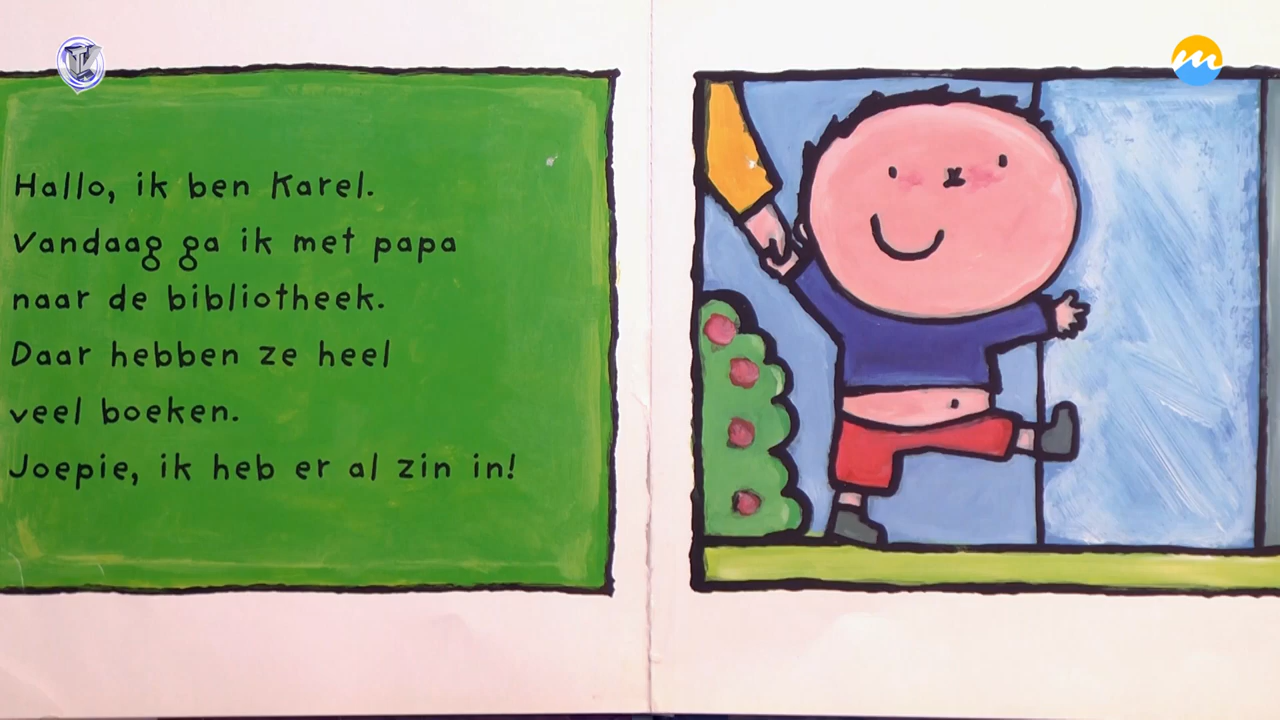 Hallo, ik ben Karel.
Vandaag ga ik met papa
naar de bibliotheek.
Daar hebben ze heel
veel boeken.
Joepie, ik heb er al zin in!